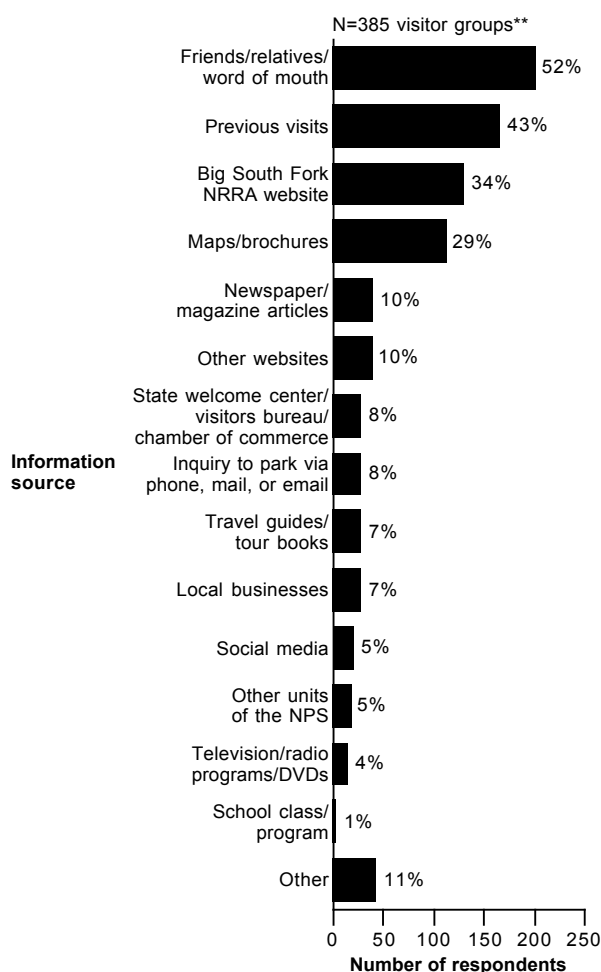 N=385 visitor groups**
Friends/relatives/
word of mouth
52%
Previous visits
43%
Big South Fork
NRRA website
34%
Maps/brochures
29%
Newspaper/
magazine articles
10%
Other websites
10%
State welcome center/
visitors bureau/
chamber of commerce
8%
Information
source
Inquiry to park via
phone, mail, or email
8%
Travel guides/
tour books
7%
Local businesses
7%
Social media
5%
Other units
of the NPS
5%
Television/radio
programs/DVDs
4%
School class/
program
1%
Other
11%
0 50 100 150 200 250
Number of respondents